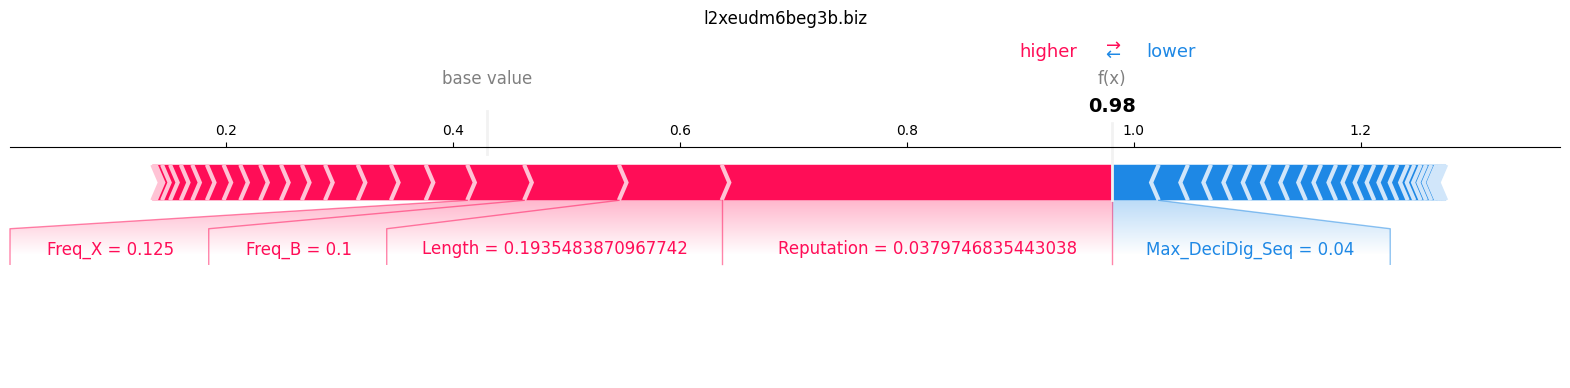 l2xeudm6beg3b.biz
higher ⇄ lower
base value f(x)
0.98
0.2 0.4 0.6 0.8 1.0 1.2
Freq_X = 0.125 Freq_B = 0.1 Length = 0.1935483870967742 Reputation = 0.0379746835443038 Max_DeciDig_Seq = 0.04